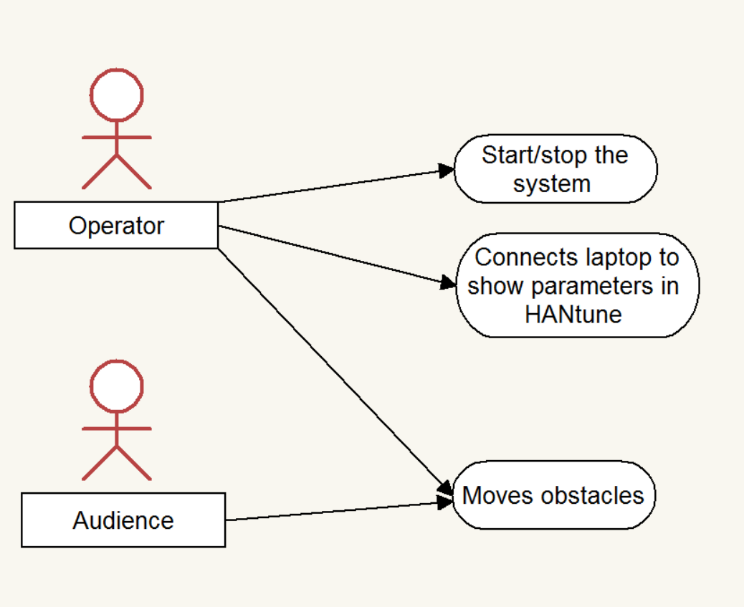 Start/stop the
system
Operator
Connects laptop to
show parameters in
HANtune
Moves obstacles
Audience